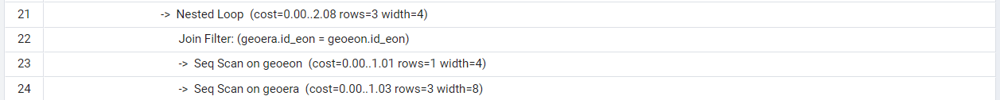 21 -> Nested Loop (cost=0.00..2.08 rows=3 width=4)
22 Join Filter: (geoera.id_eon = geoeon.id_eon)
23 -> Seq Scan on geoeon (cost=0.00..1.01 rows=1 width=4)
24 -> Seq Scan on geoera (cost=0.00..1.03 rows=3 width=8)